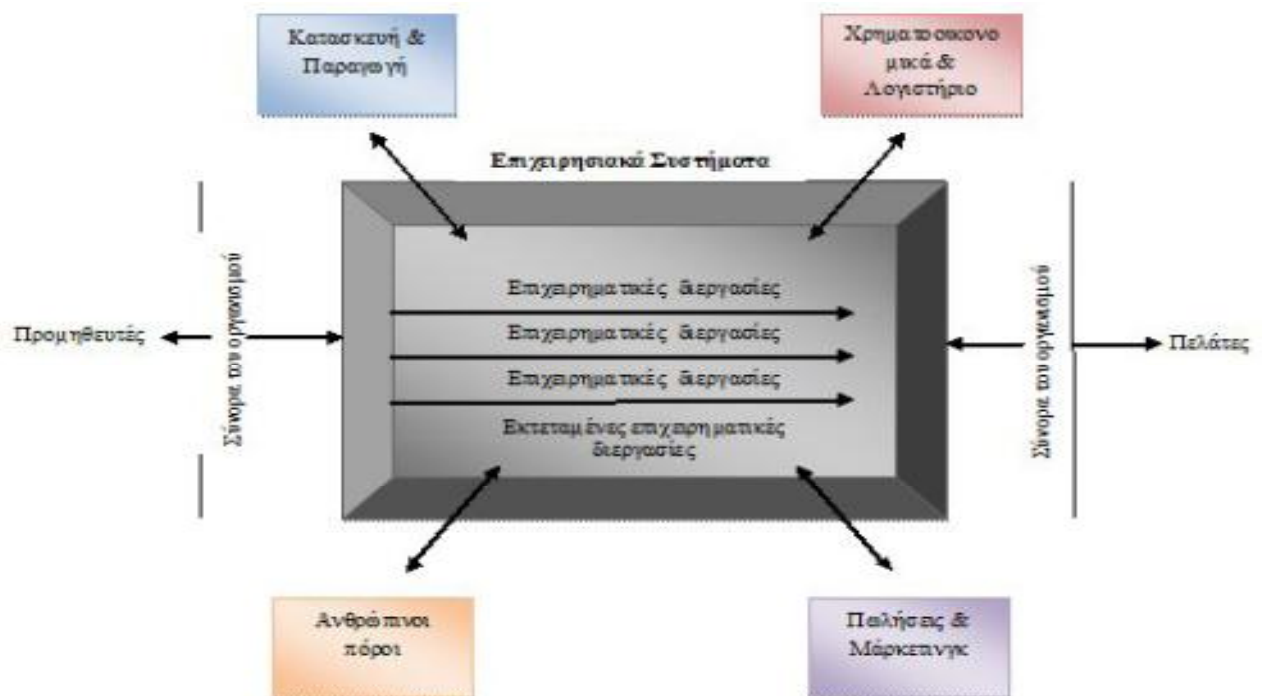 Κατασκευή &
Παραγωγή
Χρηματοοικονο
μικά &
Λογιστήριο
Επιχειρησιακά Συστήματα
Σύνορα του οργανισμού
Προμηθευτές
Επιχειρηματικές διεργασίες
Επιχειρηματικές διεργασίες
Επιχειρηματικές διεργασίες
Εκτεταμένες επιχειρηματικές
διεργασίες
Σύνορα του οργανισμού
Πελάτες
Ανθρώπινοι
πόροι
Πωλήσεις &
Μάρκετινγκ